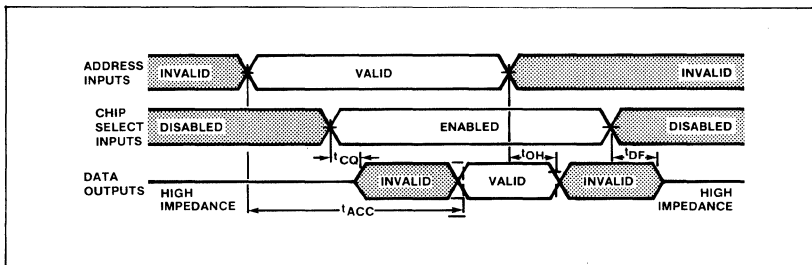 ADDRESS
INPUTS
INVALID
VALID
INVALID
CHIP
SELECT
INPUTS
DISABLED
ENABLED
DISABLED
tCQ
tOH
tDF
DATA
OUTPUTS
HIGH
IMPEDANCE
INVALID
VALID
INVALID
HIGH
IMPEDANCE
tACC